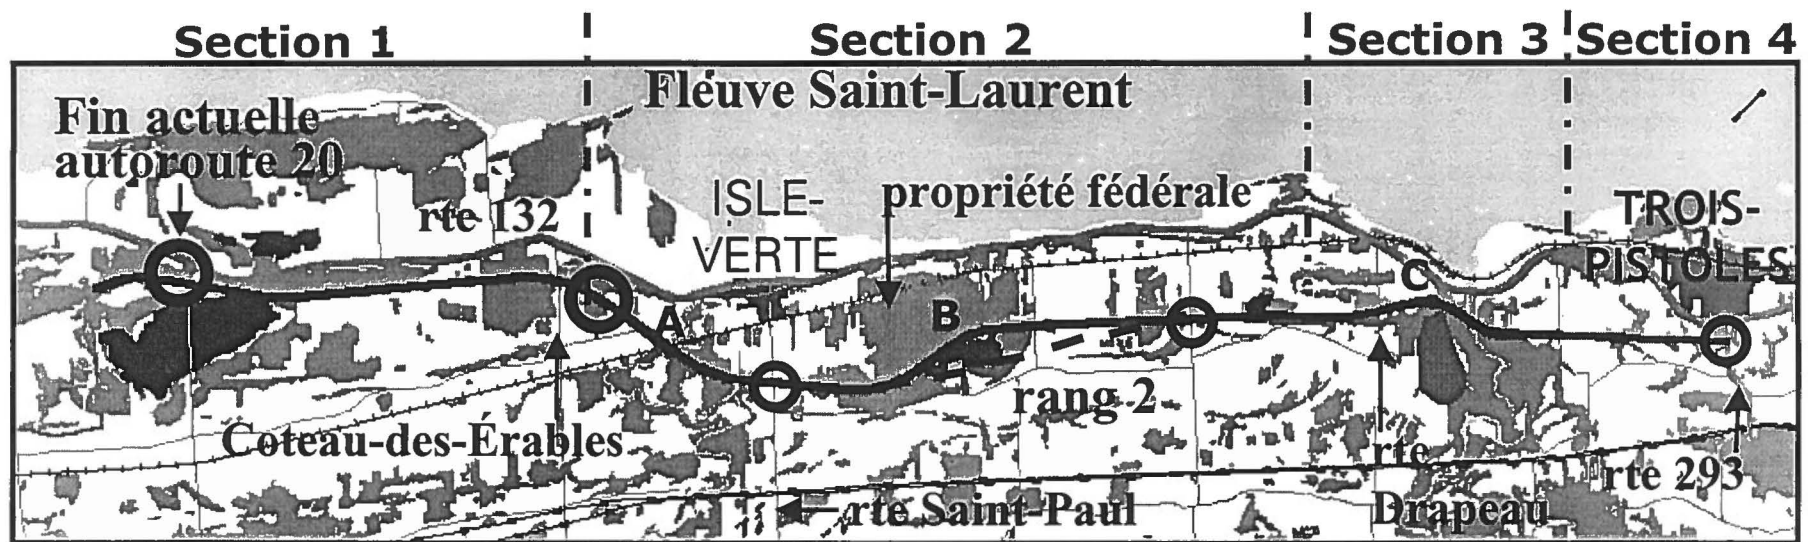 Section 1
Section 2
Section 3
Section 4
Fleuve Saint-Laurent
Fin actuelle
autoroute 20
rte 132
ISLE-
VERTE
propriété fédérale
TROIS-
PISTOLES
A
B
C
rang 2
Coteau-des-Érables
rte
Drapeau
rte 293
rte Saint-Paul